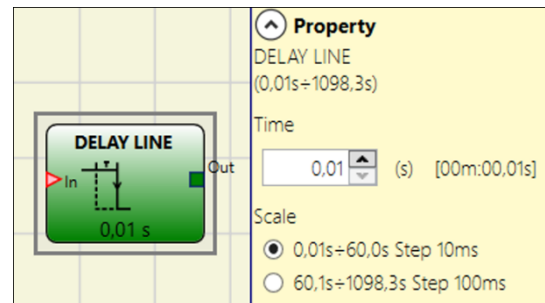 DELAY LINE
In
Out
0,01 s
Property
DELAY LINE
(0,01s÷1098,3s)
Time
0,01 (s) [00m:00,01s]
Scale
0,01s÷60,0s Step 10ms
60,1s÷1098,3s Step 100ms